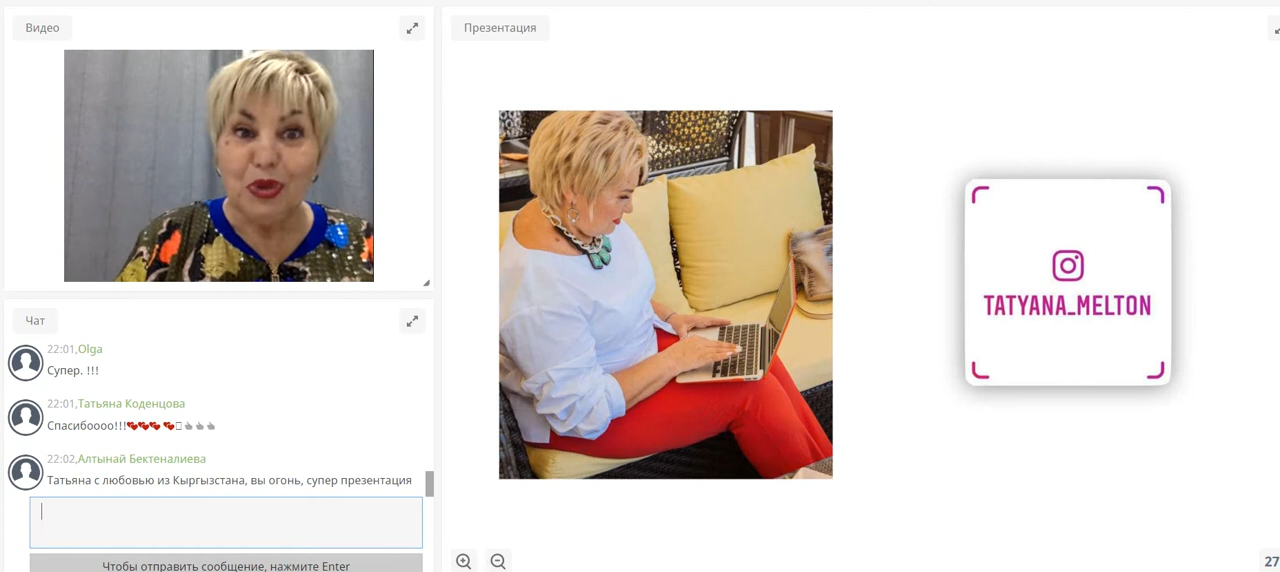 Видео
Презентация
TATYANA_MELTON
Чат
22:01,Olga
Супер. !!!
22:01,Татьяна Коденцова
Спасибоооо!!!
22:02,Алтынай Бектеналиева
Татьяна с любовью из Кыргызстана, вы огонь, супер презентация
Чтобы отправить сообщение, нажмите Enter
27